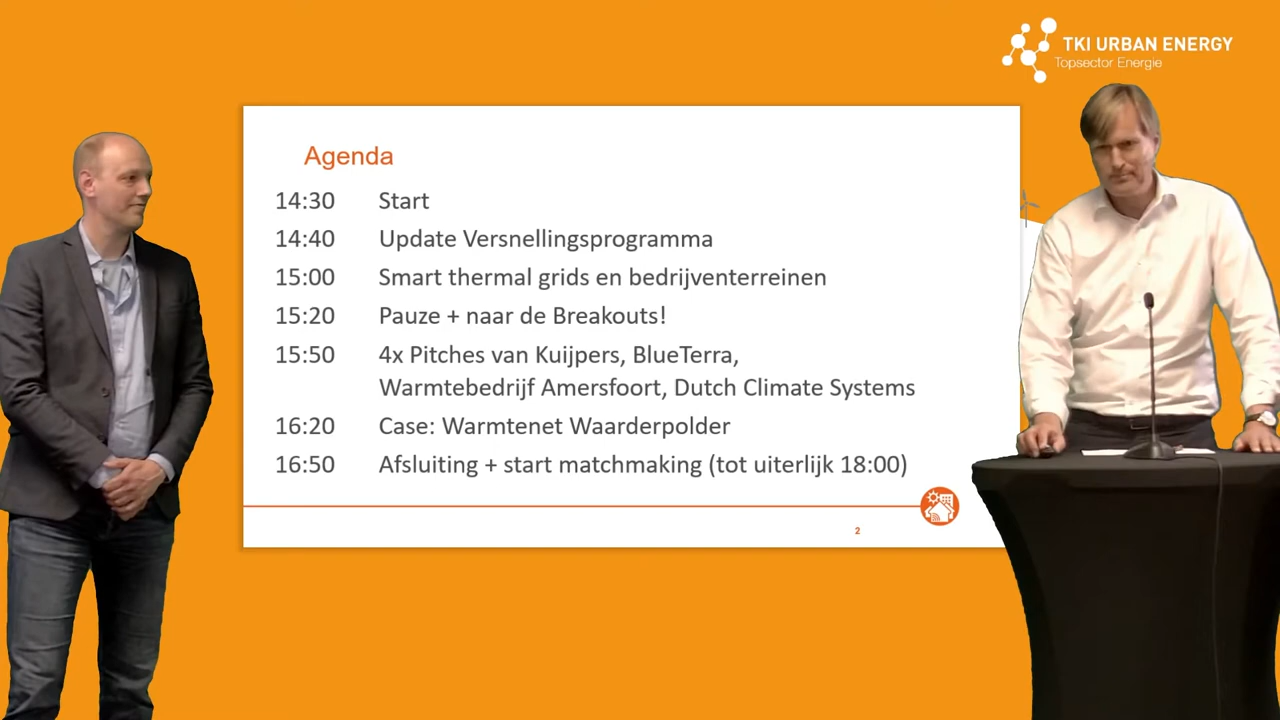 TKI URBAN ENERGY
Topsector Energie
Agenda
14:30 Start
14:40 Update Versnellingsprogramma
15:00 Smart thermal grids en bedrijventerreinen
15:20 Pauze + naar de Breakouts!
15:50 4x Pitches van Kuijpers, BlueTerra,
Warmtebedrijf Amersfoort, Dutch Climate Systems
16:20 Case: Warmtenet Waarderpolder
16:50 Afsluiting + start matchmaking (tot uiterlijk 18:00)
2